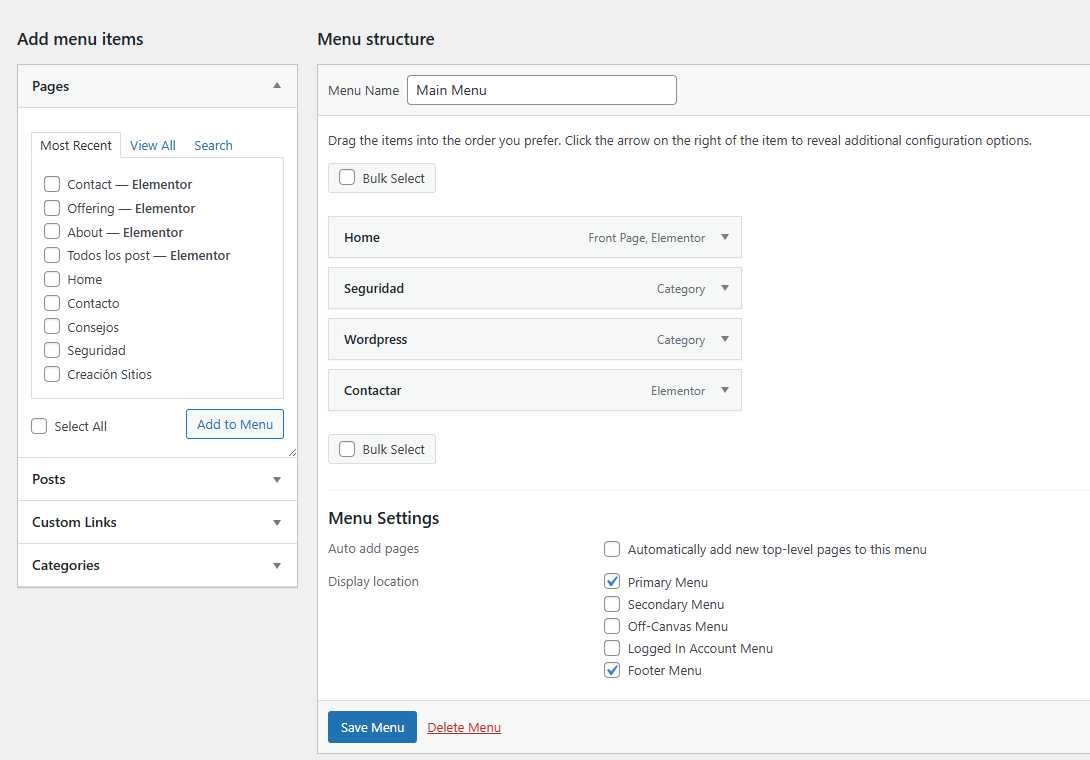 Add menu items
Pages
Most Recent View All Search
Contact — Elementor
Offering — Elementor
About — Elementor
Todos los post — Elementor
Home
Contacto
Consejos
Seguridad
Creación Sitios
Select All Add to Menu
Posts
Custom Links
Categories
Menu structure
Menu Name Main Menu
Drag the items into the order you prefer. Click the arrow on the right of the item to reveal additional configuration options.
Bulk Select
Home Front Page, Elementor
Seguridad Category
Wordpress Category
Contactar Elementor
Bulk Select
Menu Settings
Auto add pages Automatically add new top-level pages to this menu
Display location Primary Menu
Secondary Menu
Off-Canvas Menu
Logged In Account Menu
Footer Menu
Save Menu Delete Menu